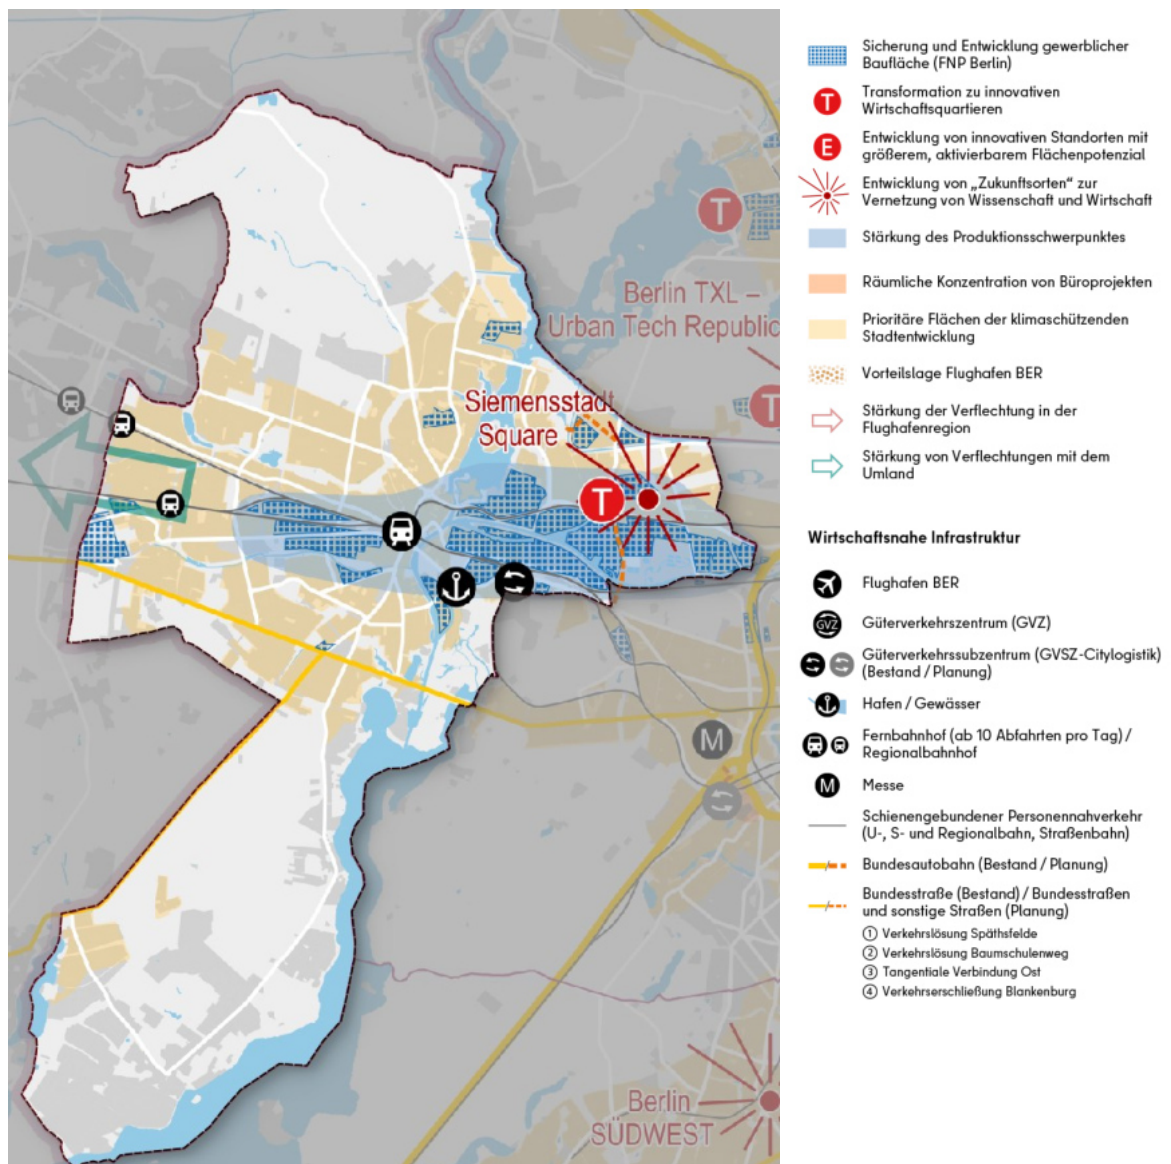 T
Berlin TXL –
Urban Tech Republic
T
Siemensstadt
Square
T
M
Berlin
SÜDWEST
Sicherung und Entwicklung gewerblicher
Baufläche (FNP Berlin)
T
Transformation zu innovativen
Wirtschaftsquartieren
E
Entwicklung von innovativen Standorten mit
größerem, aktivierbarem Flächenpotenzial
Entwicklung von „Zukunftsorten“ zur
Vernetzung von Wissenschaft und Wirtschaft
Stärkung des Produktionsschwerpunktes
Räumliche Konzentration von Büroprojekten
Prioritäre Flächen der klimaschützenden
Stadtentwicklung
Vorteilslage Flughafen BER
Stärkung der Verflechtung in der
Flughafenregion
Stärkung von Verflechtungen mit dem
Umland
Wirtschaftsnahe Infrastruktur
Flughafen BER
GVZ
Güterverkehrszentrum (GVZ)
Güterverkehrssubzentrum (GVSZ-Citylogistik)
(Bestand / Planung)
Hafen / Gewässer
Fernbahnhof (ab 10 Abfahrten pro Tag) /
Regionalbahnhof
M
Messe
Schienengebundener Personennahverkehr
(U-, S- und Regionalbahn, Straßenbahn)
Bundesautobahn (Bestand / Planung)
Bundesstraße (Bestand) / Bundesstraßen
und sonstige Straßen (Planung)
① Verkehrslösung Späthsfelde
② Verkehrslösung Baumschulenweg
③ Tangentiale Verbindung Ost
④ Verkehrserschließung Blankenburg